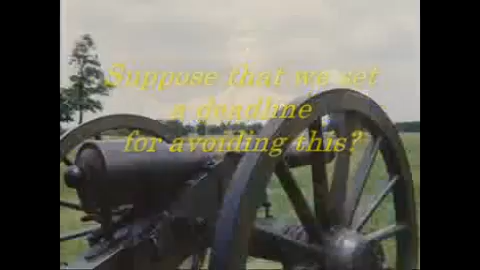 Suppose that we set
a deadline
for avoiding this?